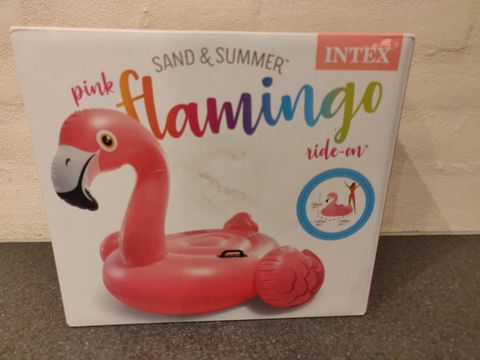 SAND & SUMMER™
INTEX®
pink
flamingo
ride-on™